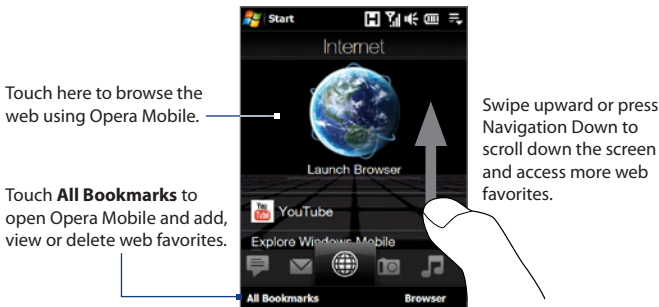 Start
Internet
Touch here to browse the
web using Opera Mobile.
Launch Browser
Swipe upward or press
Navigation Down to
scroll down the screen
and access more web
favorites.
Touch All Bookmarks to
open Opera Mobile and add,
view or delete web favorites.
You Tube
YouTube
Explore Windows Mobile
All Bookmarks
Browser